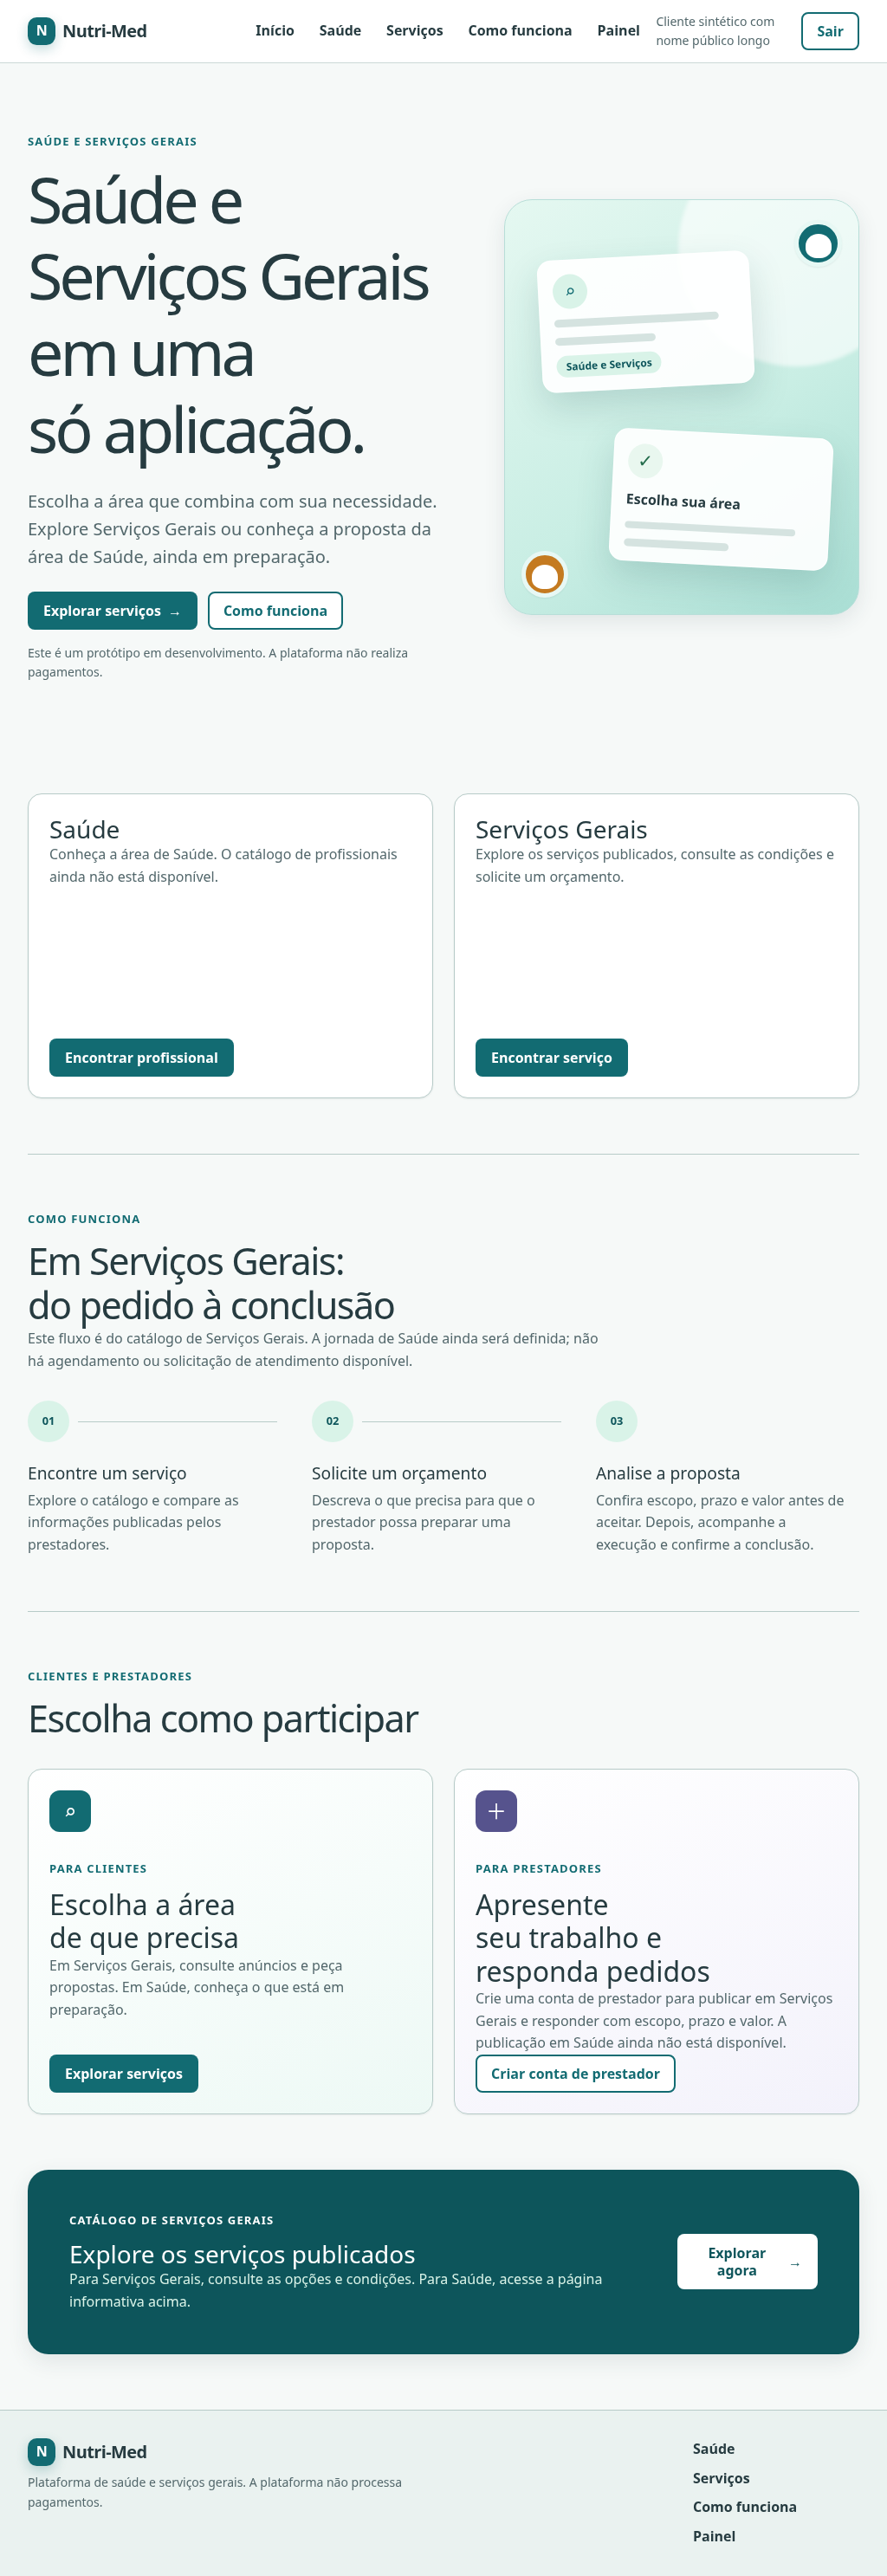 N Nutri-Med
Início Saúde Serviços Como funciona Painel
Cliente sintético com
nome público longo
Sair
SAÚDE E SERVIÇOS GERAIS
Saúde e
Serviços Gerais
em uma
só aplicação.
Escolha a área que combina com sua necessidade.
Explore Serviços Gerais ou conheça a proposta da
área de Saúde, ainda em preparação.
Explorar serviços →
Como funciona
Este é um protótipo em desenvolvimento. A plataforma não realiza
pagamentos.
Saúde e Serviços
✓
Escolha sua área
Saúde
Conheça a área de Saúde. O catálogo de profissionais
ainda não está disponível.
Encontrar profissional
Serviços Gerais
Explore os serviços publicados, consulte as condições e
solicite um orçamento.
Encontrar serviço
COMO FUNCIONA
Em Serviços Gerais:
do pedido à conclusão
Este fluxo é do catálogo de Serviços Gerais. A jornada de Saúde ainda será definida; não
há agendamento ou solicitação de atendimento disponível.
01
Encontre um serviço
Explore o catálogo e compare as
informações publicadas pelos
prestadores.
02
Solicite um orçamento
Descreva o que precisa para que o
prestador possa preparar uma
proposta.
03
Analise a proposta
Confira escopo, prazo e valor antes de
aceitar. Depois, acompanhe a
execução e confirme a conclusão.
CLIENTES E PRESTADORES
Escolha como participar
PARA CLIENTES
Escolha a área
de que precisa
Em Serviços Gerais, consulte anúncios e peça
propostas. Em Saúde, conheça o que está em
preparação.
Explorar serviços
PARA PRESTADORES
Apresente
seu trabalho e
responda pedidos
Crie uma conta de prestador para publicar em Serviços
Gerais e responder com escopo, prazo e valor. A
publicação em Saúde ainda não está disponível.
Criar conta de prestador
CATÁLOGO DE SERVIÇOS GERAIS
Explore os serviços publicados
Para Serviços Gerais, consulte as opções e condições. Para Saúde, acesse a página
informativa acima.
Explorar
agora →
N Nutri-Med
Plataforma de saúde e serviços gerais. A plataforma não processa
pagamentos.
Saúde
Serviços
Como funciona
Painel